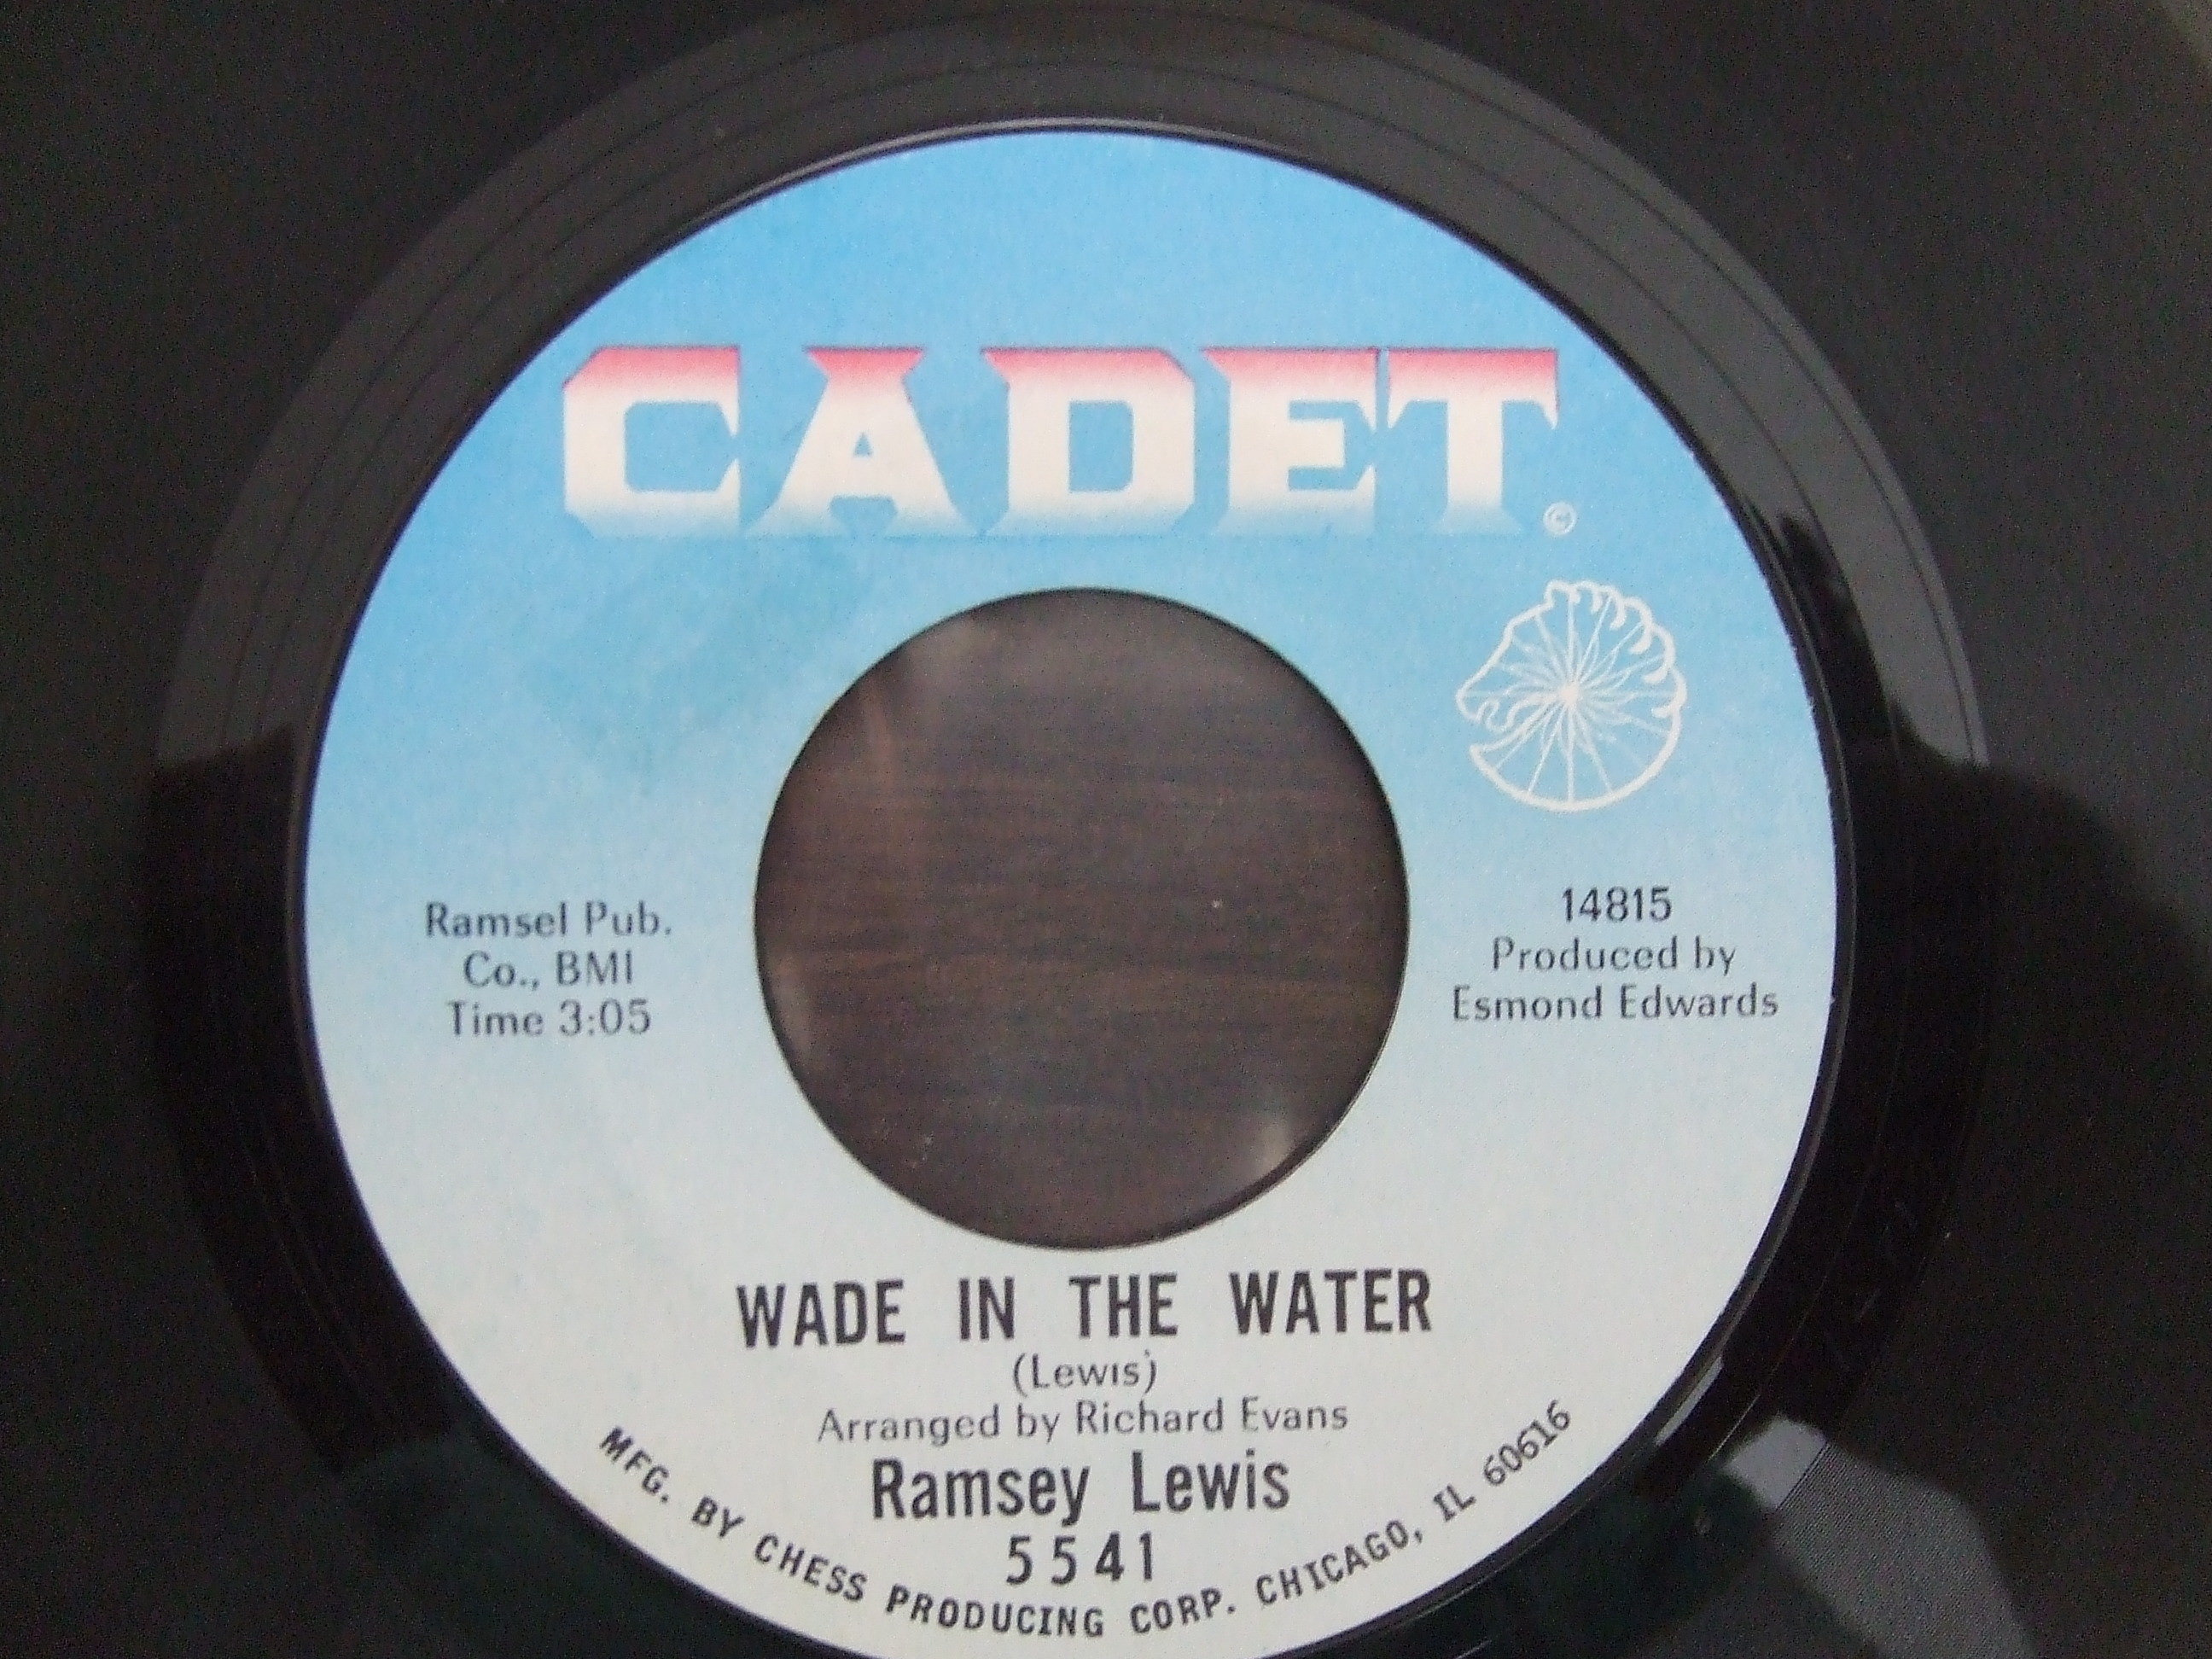 CADET
©
Ramsel Pub.
Co., BMI
Time 3:05
14815
Produced by
Esmond Edwards
WADE IN THE WATER
(Lewis)
Arranged by Richard Evans
Ramsey Lewis
5541
MFG. BY CHESS PRODUCING CORP. CHICAGO, IL 60616